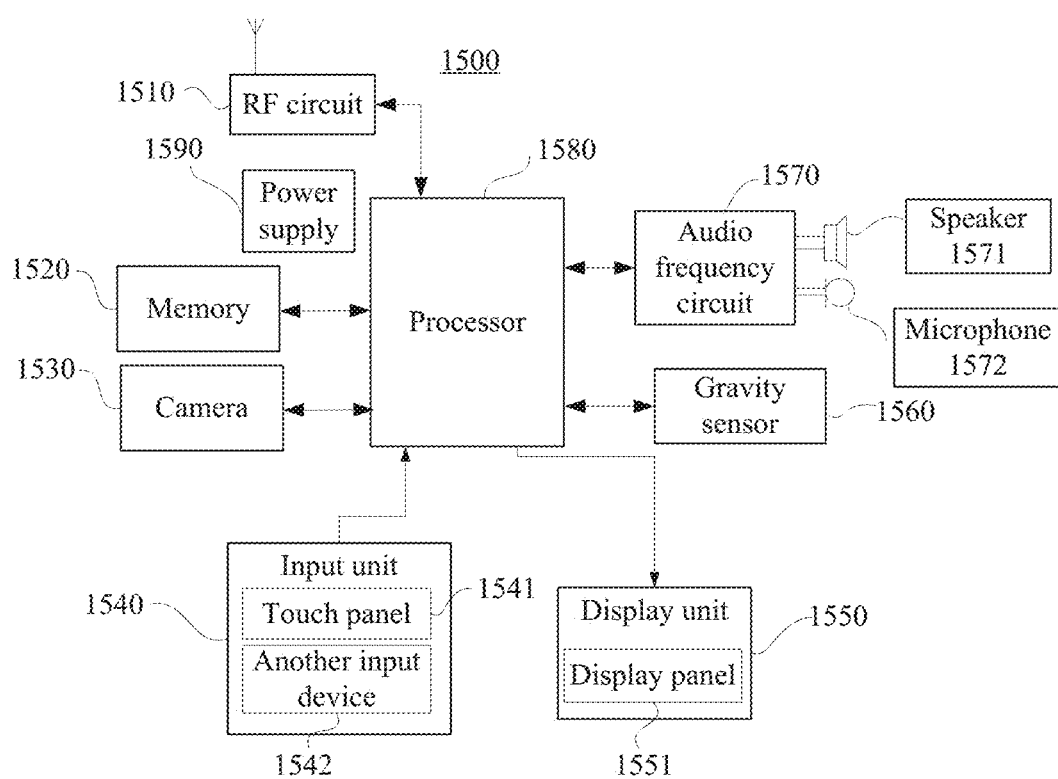 1500
1510
RF circuit
1590
Power
supply
1580
1570
Audio
frequency
circuit
Speaker
1571
1520
Memory
Processor
Microphone
1572
1530
Camera
Gravity
sensor
1560
Input unit
1540
Touch panel
1541
Another input
device
1542
Display unit
1550
Display panel
1551